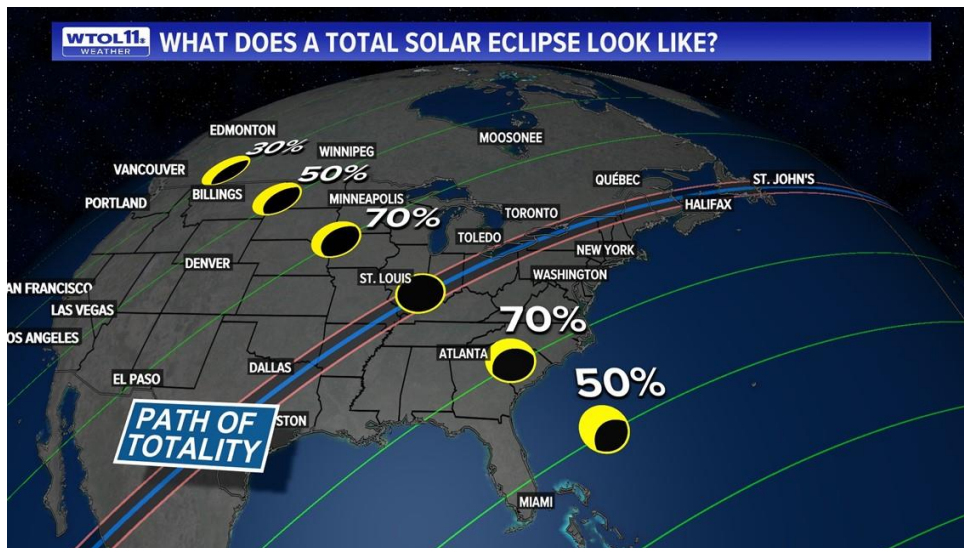 WTOL 11
WEATHER
WHAT DOES A TOTAL SOLAR ECLIPSE LOOK LIKE?
EDMONTON
MOOSONEE
30%
WINNIPEG
VANCOUVER
50%
QUÉBEC
ST. JOHN'S
BILLINGS
MINNEAPOLIS
PORTLAND
70%
TORONTO
HALIFAX
TOLEDO
NEW YORK
DENVER
WASHINGTON
ST. LOUIS
AN FRANCISCO
LAS VEGAS
70%
OS ANGELES
ATLANTA
DALLAS
EL PASO
50%
PATH OF
TOTALITY
STON
MIAMI